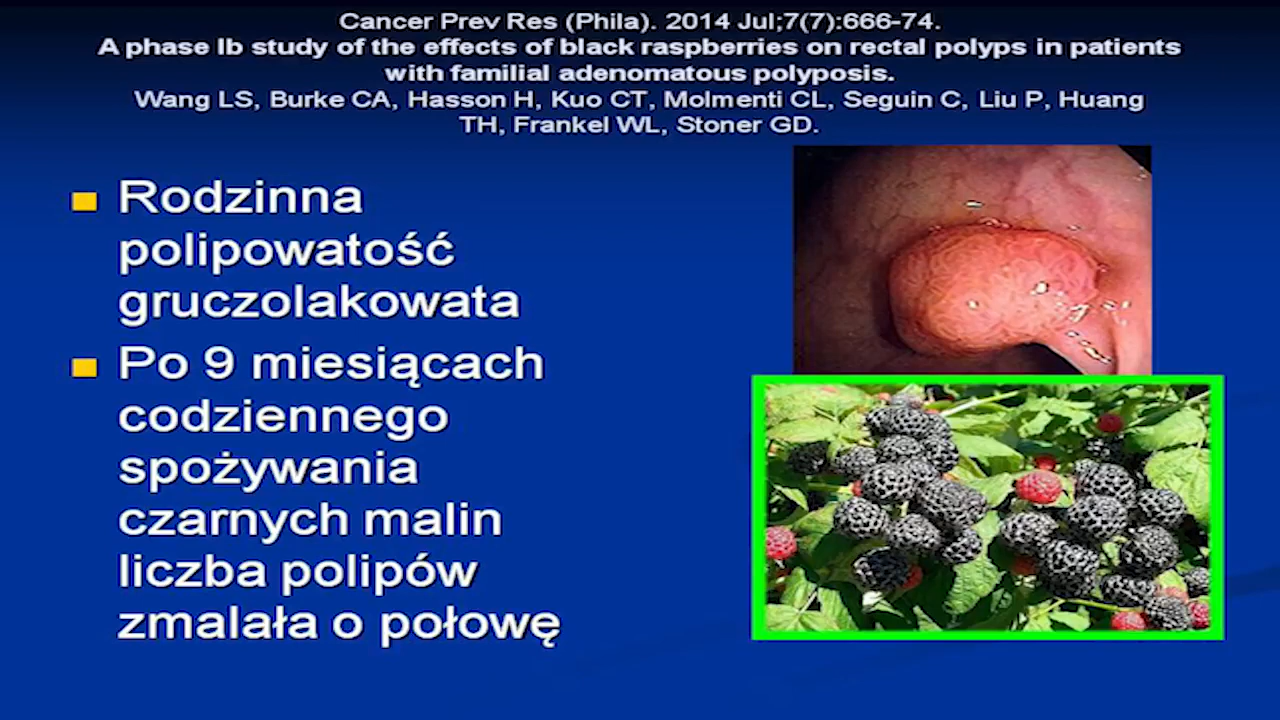 Cancer Prev Res (Phila). 2014 Jul;7(7):666-74.
A phase Ib study of the effects of black raspberries on rectal polyps in patients
with familial adenomatous polyposis.
Wang LS, Burke CA, Hasson H, Kuo CT, Molmenti CL, Seguin C, Liu P, Huang
TH, Frankel WL, Stoner GD.
Rodzinna
polipowatość
gruczolakowata
Po 9 miesiącach
codziennego
spożywania
czarnych malin
liczba polipów
zmalała o połowę